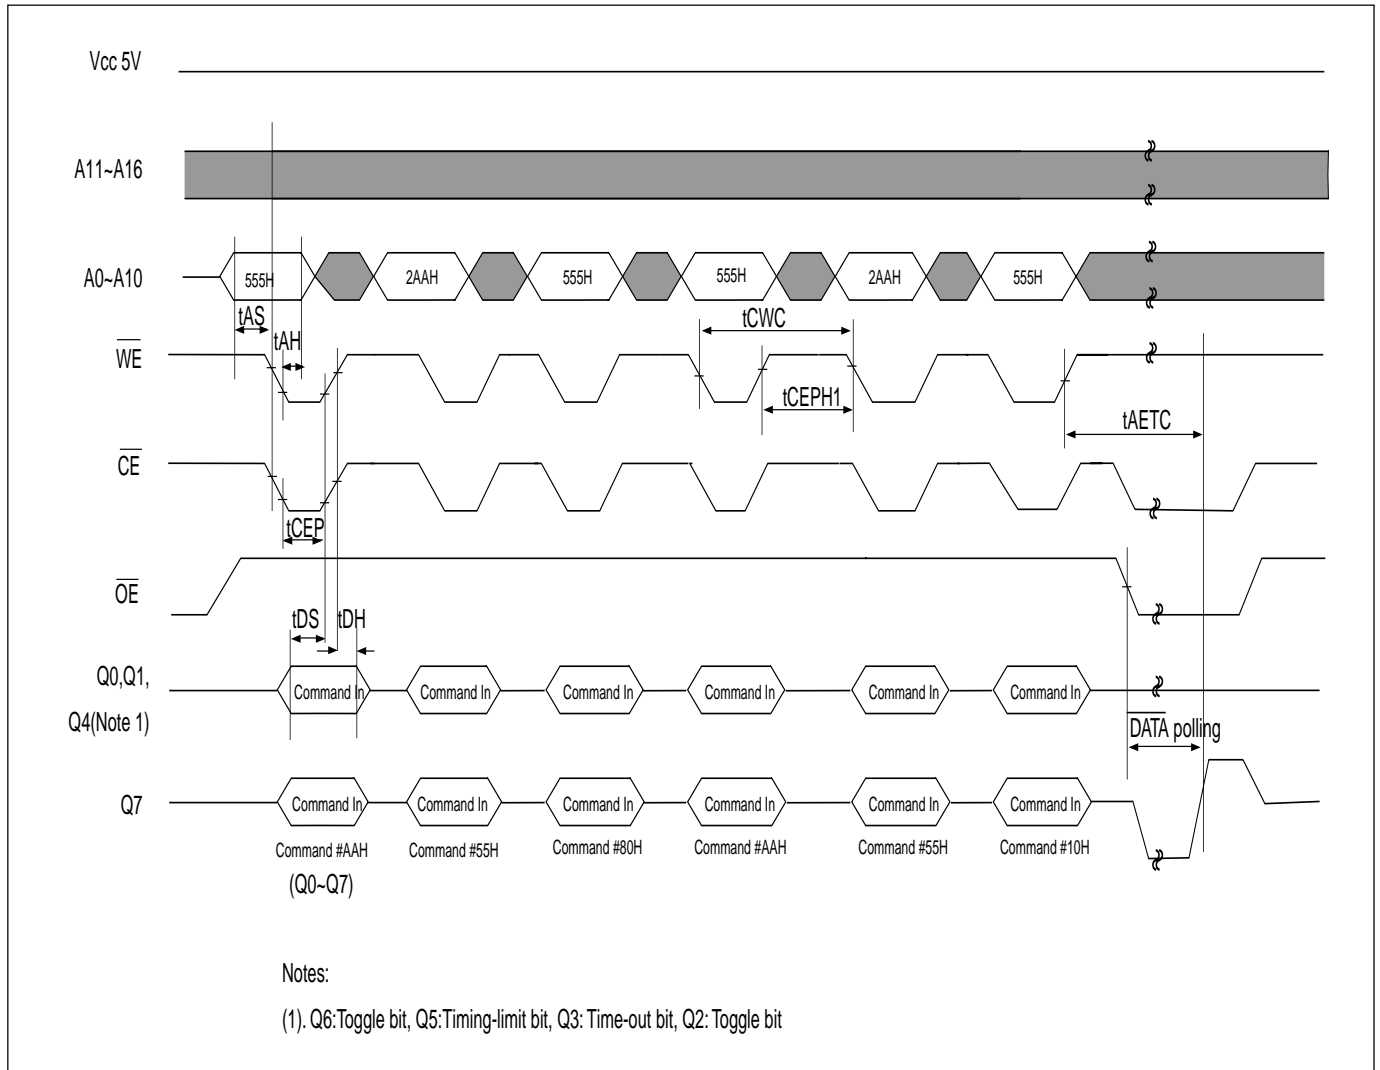 Vcc 5V
A11~A16
A0~A10
555H 2AAH 555H 555H 2AAH 555H
tAS
tCWC
tAH
WE
tCEPH1
tAETC
CE
tCEP
OE
tDS tDH
Q0,Q1,
Command In Command In Command In Command In Command In Command In
Q4(Note 1)
DATA polling
Q7
Command In Command In Command In Command In Command In Command In
Command #AAH Command #55H Command #80H Command #AAH Command #55H Command #10H
(Q0~Q7)
Notes:
(1). Q6:Toggle bit, Q5:Timing-limit bit, Q3: Time-out bit, Q2: Toggle bit